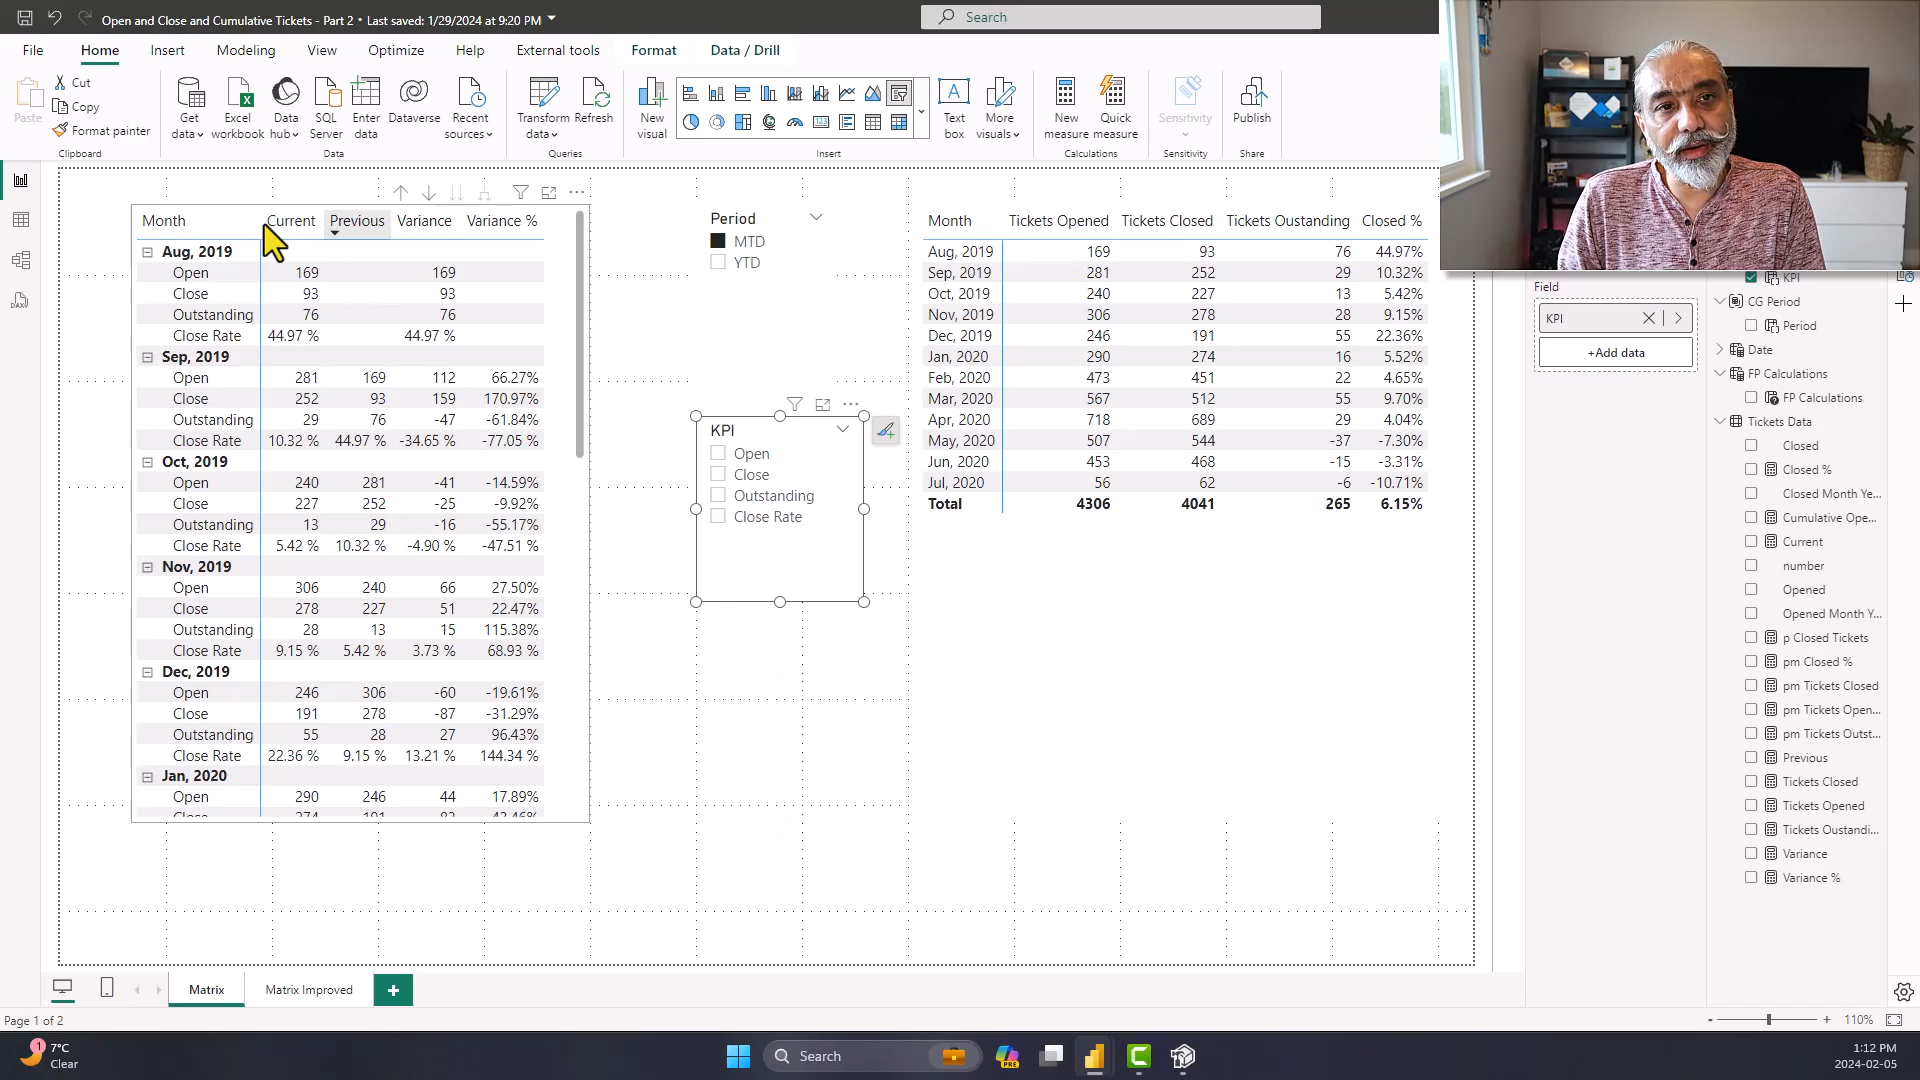 Open and Close and Cumulative Tickets - Part 2 • Last saved: 1/29/2024 at 9:20 PM
Search
File Home Insert Modeling View Optimize Help External tools Format Data / Drill
Paste
Cut
Copy
Format painter
Get data
Excel workbook
Data hub
SQL Server
Enter data
Dataverse
Recent sources
Transform data
Refresh
New visual
Text box
More visuals
New measure
Quick measure
Sensitivity
Publish
Clipboard Data Queries Insert Calculations Sensitivity Share
Month Current Previous Variance Variance %
Aug, 2019
Open 169 169
Close 93 93
Outstanding 76 76
Close Rate 44.97 % 44.97 %
Sep, 2019
Open 281 169 112 66.27%
Close 252 93 159 170.97%
Outstanding 29 76 -47 -61.84%
Close Rate 10.32 % 44.97 % -34.65 % -77.05 %
Oct, 2019
Open 240 281 -41 -14.59%
Close 227 252 -25 -9.92%
Outstanding 13 29 -16 -55.17%
Close Rate 5.42 % 10.32 % -4.90 % -47.51 %
Nov, 2019
Open 306 240 66 27.50%
Close 278 227 51 22.47%
Outstanding 28 13 15 115.38%
Close Rate 9.15 % 5.42 % 3.73 % 68.93 %
Dec, 2019
Open 246 306 -60 -19.61%
Close 191 278 -87 -31.29%
Outstanding 55 28 27 96.43%
Close Rate 22.36 % 9.15 % 13.21 % 144.34 %
Jan, 2020
Open 290 246 44 17.89%
Period
MTD
YTD
KPI
Open
Close
Outstanding
Close Rate
Month Tickets Opened Tickets Closed Tickets Oustanding Closed %
Aug, 2019 169 93 76 44.97%
Sep, 2019 281 252 29 10.32%
Oct, 2019 240 227 13 5.42%
Nov, 2019 306 278 28 9.15%
Dec, 2019 246 191 55 22.36%
Jan, 2020 290 274 16 5.52%
Feb, 2020 473 451 22 4.65%
Mar, 2020 567 512 55 9.70%
Apr, 2020 718 689 29 4.04%
May, 2020 507 544 -37 -7.30%
Jun, 2020 453 468 -15 -3.31%
Jul, 2020 56 62 -6 -10.71%
Total 4306 4041 265 6.15%
Field
KPI
+Add data
KPI
CG Period
Period
Date
FP Calculations
FP Calculations
Tickets Data
Closed
Closed %
Closed Month Ye...
Cumulative Ope...
Current
number
Opened
Opened Month Y...
p Closed Tickets
pm Closed %
pm Tickets Closed
pm Tickets Open...
pm Tickets Outst...
Previous
Tickets Closed
Tickets Opened
Tickets Oustandi...
Variance
Variance %
Matrix
Matrix Improved
Page 1 of 2
110%
1
7°C
Clear
Search
PRE
1:12 PM
2024-02-05